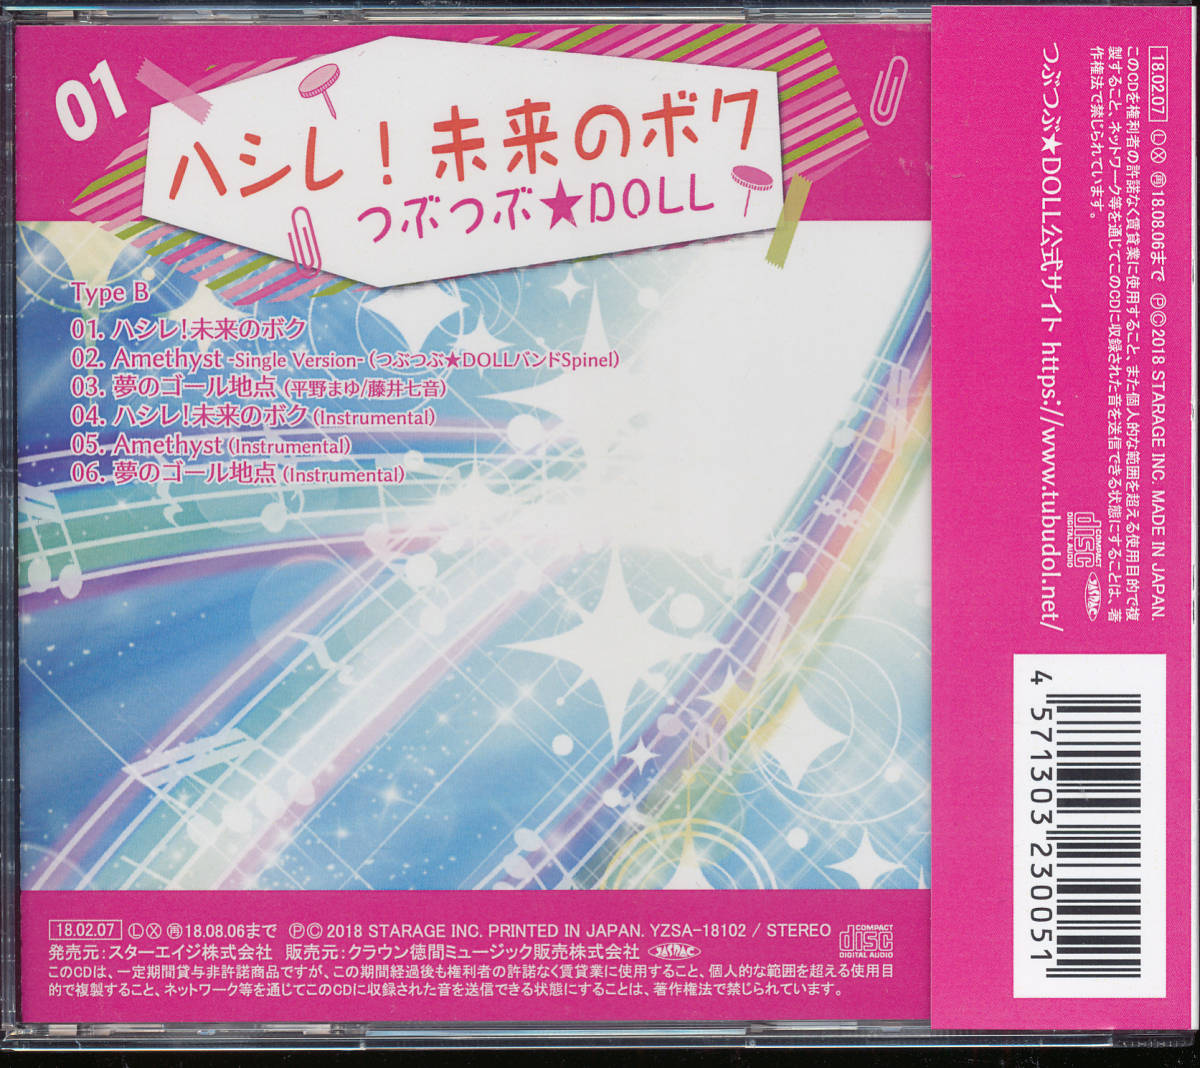 01
ハシレ！未来のボク
つぶつぶ★DOLL
Type B
01. ハシレ！未来のボク
02. Amethyst -Single Version- (つぶつぶ★DOLLバンドSpinel)
03. 夢のゴール地点 (平野まゆ/藤井七音)
04. ハシレ！未来のボク (Instrumental)
05. Amethyst (Instrumental)
06. 夢のゴール地点 (Instrumental)
18.02.07 Ⓛ Ⓧ ㊢18.08.06まで ⓅⒸ 2018 STARAGE INC. PRINTED IN JAPAN. YZSA-18102 / STEREO
発売元：スターエイジ株式会社 販売元：クラウン徳間ミュージック販売株式会社 JASRAC
COMPACT disc DIGITAL AUDIO
このCDは、一定期間貸与非許諾商品ですが、この期間経過後も権利者の許諾なく賃貸業に使用すること、個人的な範囲を超える使用目
的で複製すること、ネットワーク等を通じてこのCDに収録された音を送信できる状態にすることは、著作権法で禁じられています。
18.02.07 Ⓛ Ⓧ 再18.08.06まで ⓅⒸ2018 STARAGE INC. MADE IN JAPAN.
このCDを権利者の許諾なく賃貸業に使用すること、また個人的な範囲を超える使用目的で複
製すること、ネットワーク等を通じてこのCDに収録された音を送信できる状態にすることは、著
作権法で禁じられています。
COMPACT disc DIGITAL AUDIO
JASRAC
つぶつぶ★DOLL公式サイト https://www.tubudol.net/
4 571303 230051